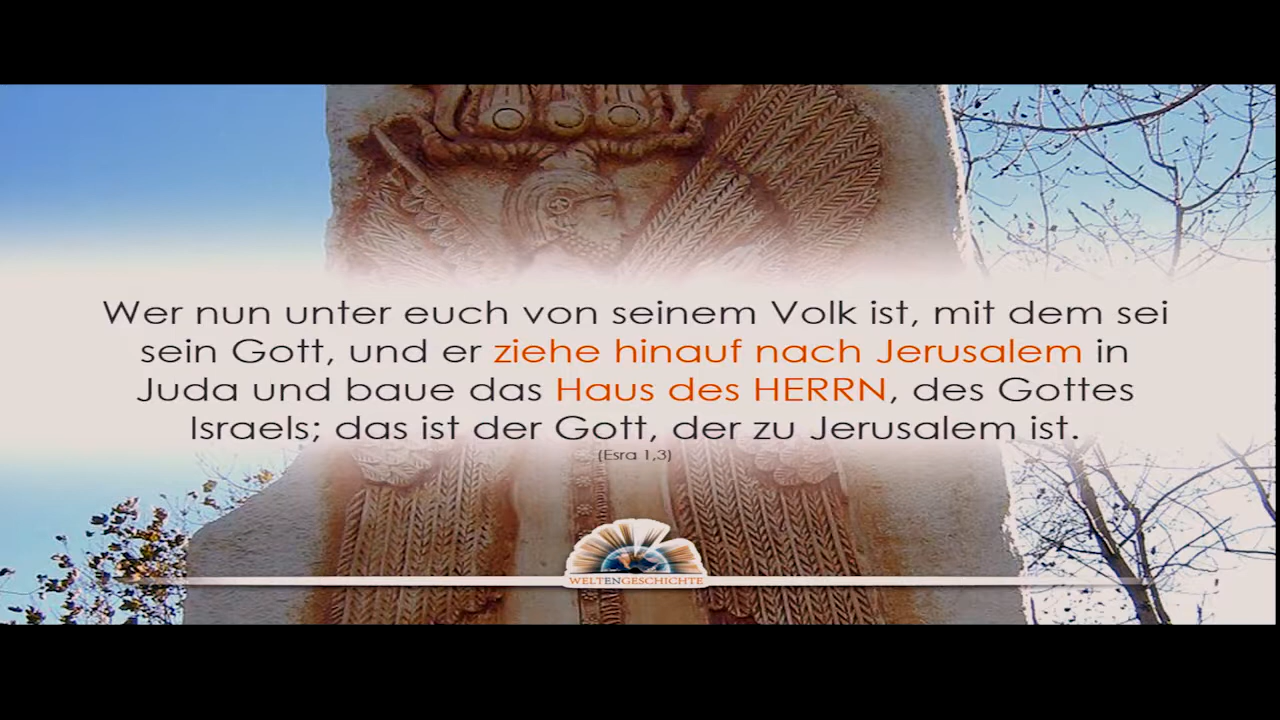 Wer nun unter euch von seinem Volk ist, mit dem sei
sein Gott, und er ziehe hinauf nach Jerusalem in
Juda und baue das Haus des HERRN, des Gottes
Israels; das ist der Gott, der zu Jerusalem ist.
(Esra 1,3)
WELTENGESCHICHTE